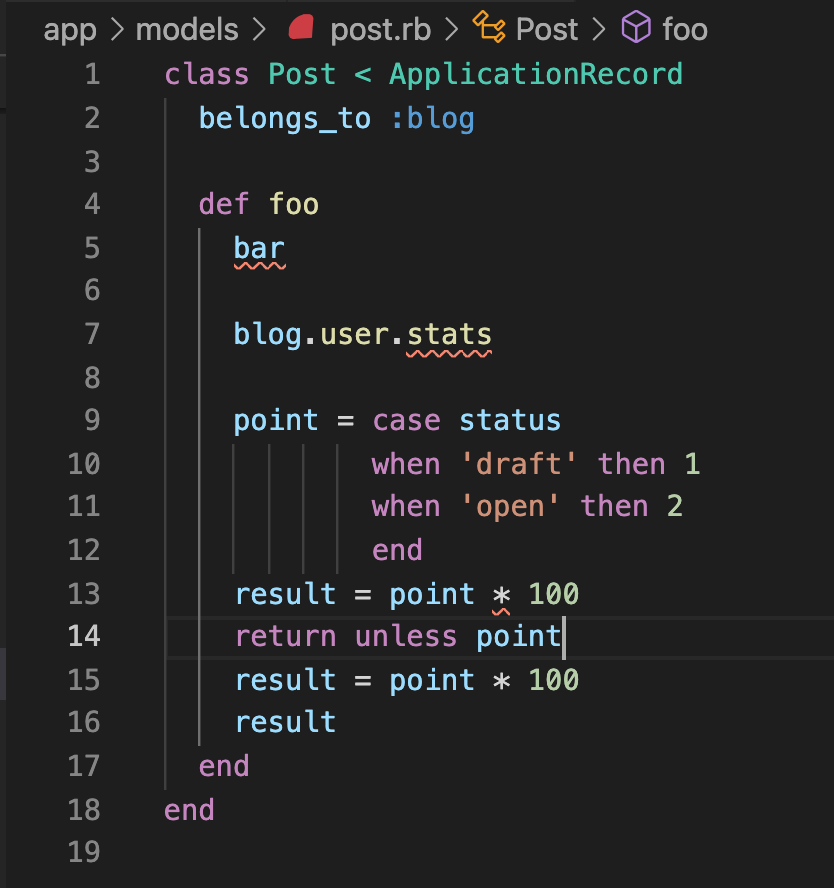 app > models > post.rb > Post > foo
1 class Post < ApplicationRecord
2   belongs_to :blog
3
4   def foo
5     bar
6
7     blog.user.stats
8
9     point = case status
10             when 'draft' then 1
11             when 'open' then 2
12             end
13     result = point * 100
14     return unless point
15     result = point * 100
16     result
17   end
18 end
19